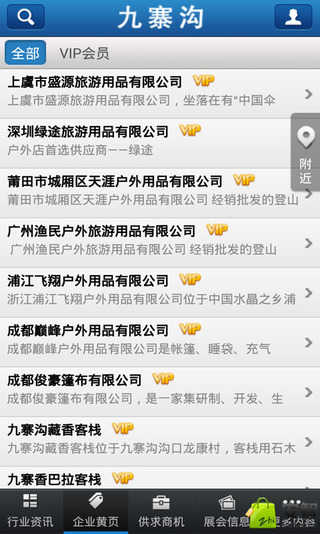 九寨沟
全部 VIP会员
上虞市盛源旅游用品有限公司 VIP
上虞市盛源旅游用品有限公司，坐落在有"中国伞
深圳绿途旅游用品有限公司 VIP
户外店首选供应商——绿途
附近
莆田市城厢区天涯户外用品有限公司 VIP
莆田市城厢区天涯户外用品有限公司 经销批发的登山
广州渔民户外旅游用品有限公司 VIP
广州渔民户外旅游用品有限公司 经销批发的登山
浦江飞翔户外用品有限公司 VIP
浙江浦江飞翔户外用品有限公司位于中国水晶之乡浦
成都巅峰户外用品有限公司 VIP
成都巅峰户外用品有限公司是帐篷、睡袋、充气
成都俊豪篷布有限公司 VIP
成都俊豪篷布有限公司，是一家集研制、开发、生
九寨沟藏香客栈 VIP
九寨沟藏香客栈位于九寨沟口龙康村，客栈用石木
九寨香巴拉客栈 VIP
行业资讯 企业黄页 供求商机 展会信息 更多内容